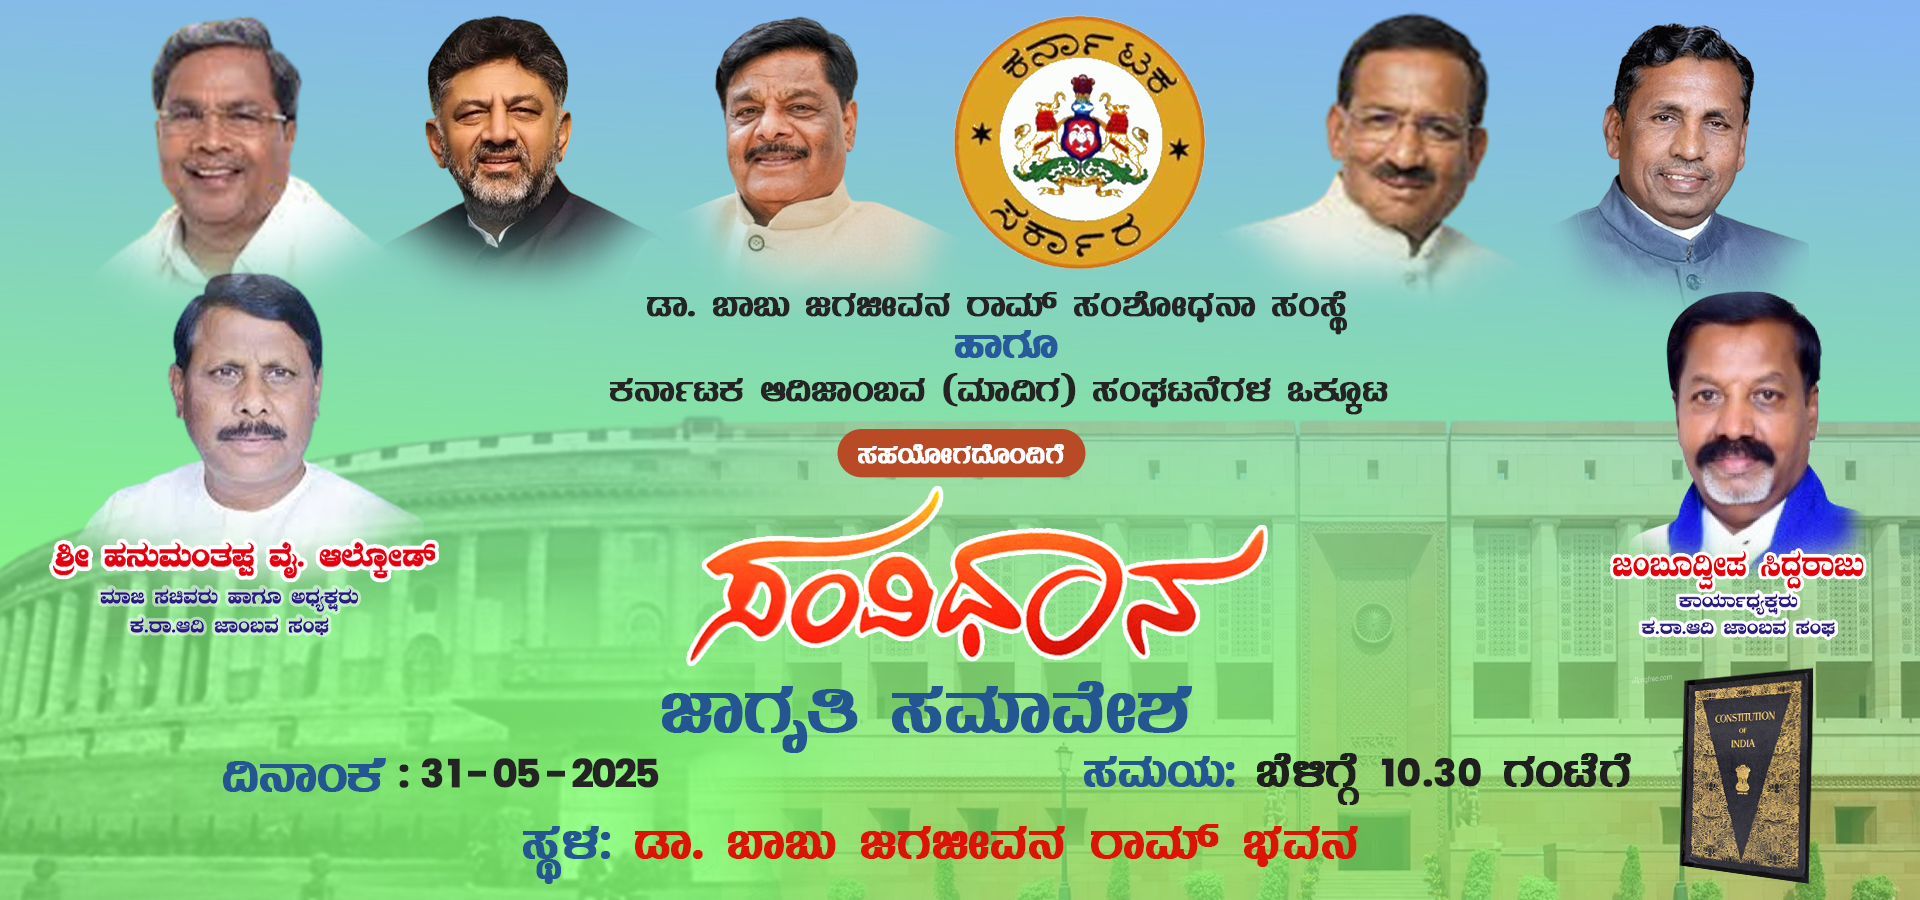 ಕರ್ನಾಟಕ
ಸರ್ಕಾರ
ಡಾ. ಬಾಬು ಜಗಜೀವನ ರಾಮ್ ಸಂಶೋಧನಾ ಸಂಸ್ಥೆ
ಹಾಗೂ
ಕರ್ನಾಟಕ ಆದಿಜಾಂಬವ (ಮಾದಿಗ) ಸಂಘಟನೆಗಳ ಒಕ್ಕೂಟ
ಸಹಯೋಗದೊಂದಿಗೆ
ಸಂವಿಧಾನ
ಜಾಗೃತಿ ಸಮಾವೇಶ
ಶ್ರೀ ಹನುಮಂತಪ್ಪ ವೈ. ಆಲ್ಕೋಡ್
ಮಾಜಿ ಸಚಿವರು ಹಾಗೂ ಅಧ್ಯಕ್ಷರು
ಕ.ರಾ.ಆದಿ ಜಾಂಬವ ಸಂಘ
ಜಂಬೂದ್ವೀಪ ಸಿದ್ದರಾಜು
ಕಾರ್ಯಾಧ್ಯಕ್ಷರು
ಕ.ರಾ.ಆದಿ ಜಾಂಬವ ಸಂಘ
CONSTITUTION
OF
INDIA
ದಿನಾಂಕ : 31-05-2025
ಸಮಯ: ಬೆಳಿಗ್ಗೆ 10.30 ಗಂಟೆಗೆ
ಸ್ಥಳ: ಡಾ. ಬಾಬು ಜಗಜೀವನ ರಾಮ್ ಭವನ